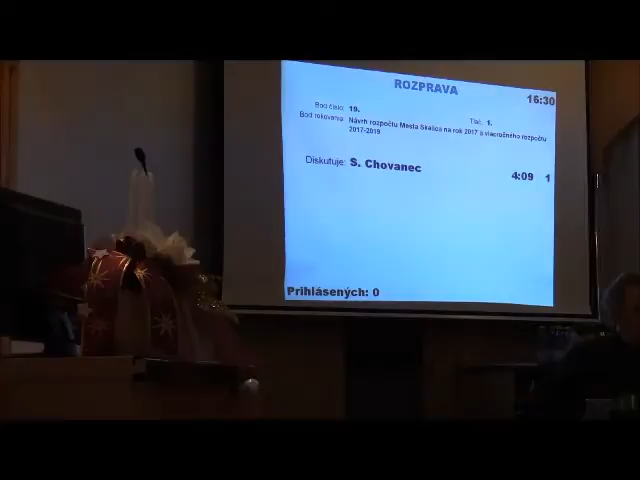 ROZPRAVA
16:30
Bod číslo: 19.
Tlač: 1.
Bod rokovania: Návrh rozpočtu Mesta Skalica na rok 2017 a viacročného rozpočtu
2017-2019
Diskutuje: S. Chovanec
4:09 1
Prihlásených: 0